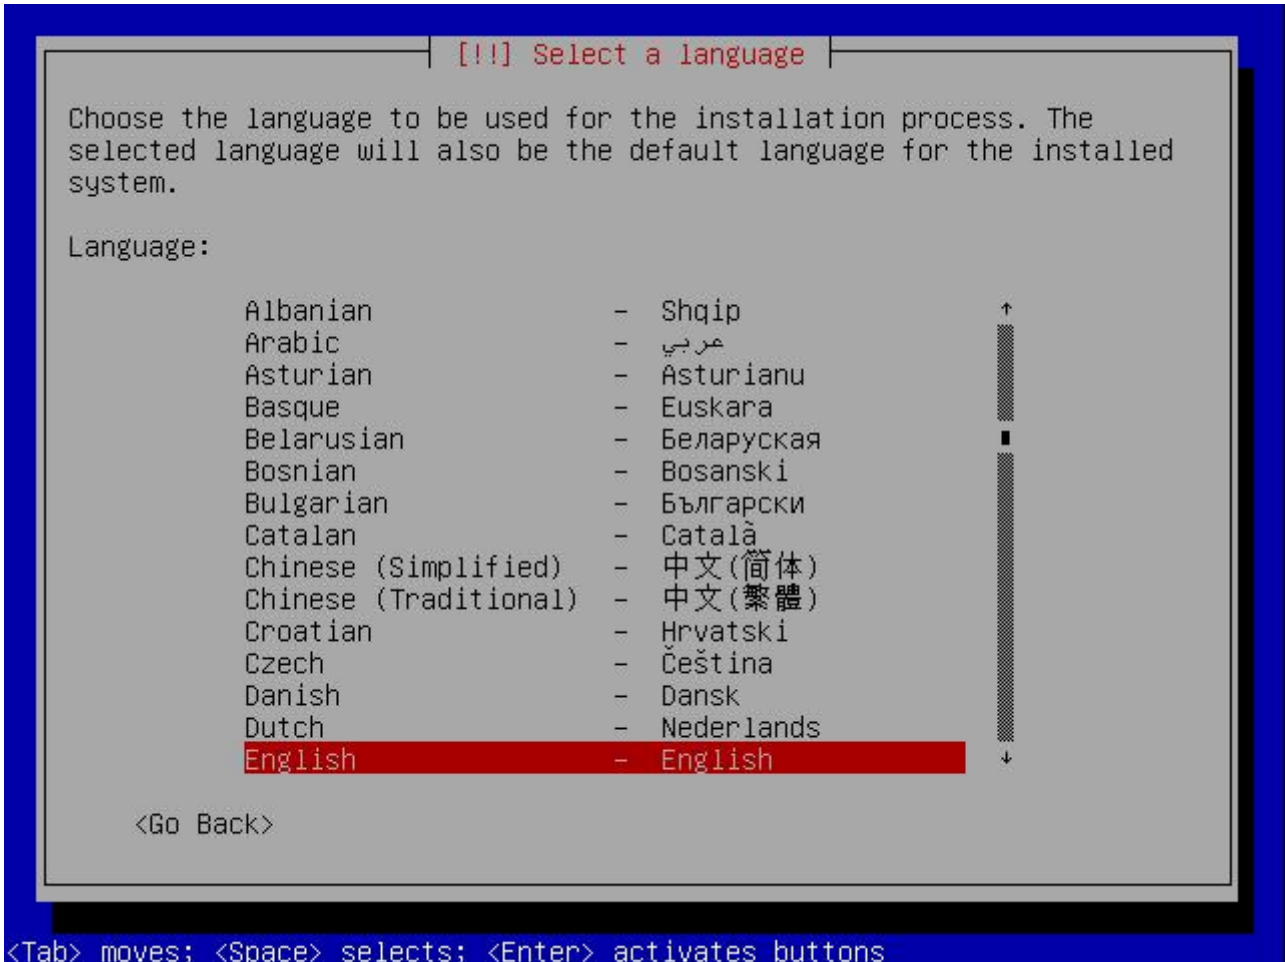 [!!] Select a language
Choose the language to be used for the installation process. The
selected language will also be the default language for the installed
system.
Language:
Albanian - Shqip
Arabic - عربي
Asturian - Asturianu
Basque - Euskara
Belarusian - Беларуская
Bosnian - Bosanski
Bulgarian - Български
Catalan - Català
Chinese (Simplified) - 中文(简体)
Chinese (Traditional) - 中文(繁體)
Croatian - Hrvatski
Czech - Čeština
Danish - Dansk
Dutch - Nederlands
English - English
<Go Back>
<Tab> moves; <Space> selects; <Enter> activates buttons